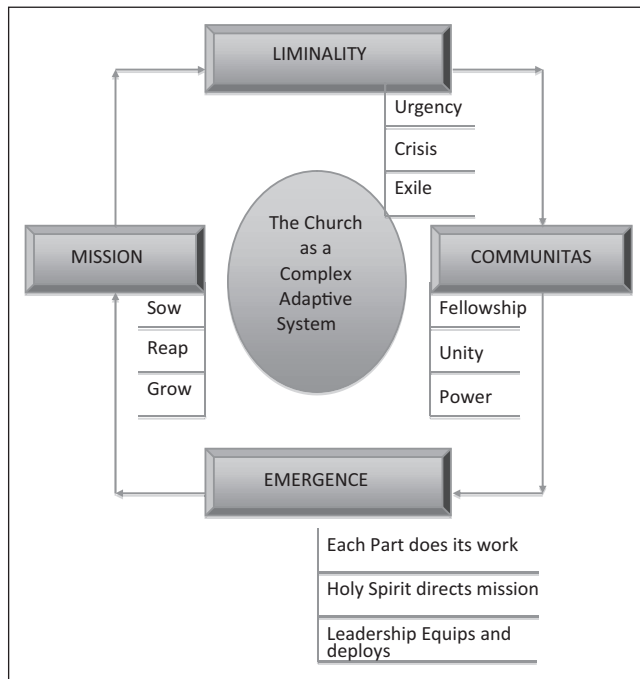 LIMINALITY
Urgency
Crisis
Exile
The Church
as a
Complex
Adaptive
System
MISSION
Sow
Reap
Grow
COMMUNITAS
Fellowship
Unity
Power
EMERGENCE
Each Part does its work
Holy Spirit directs mission
Leadership Equips and
deploys